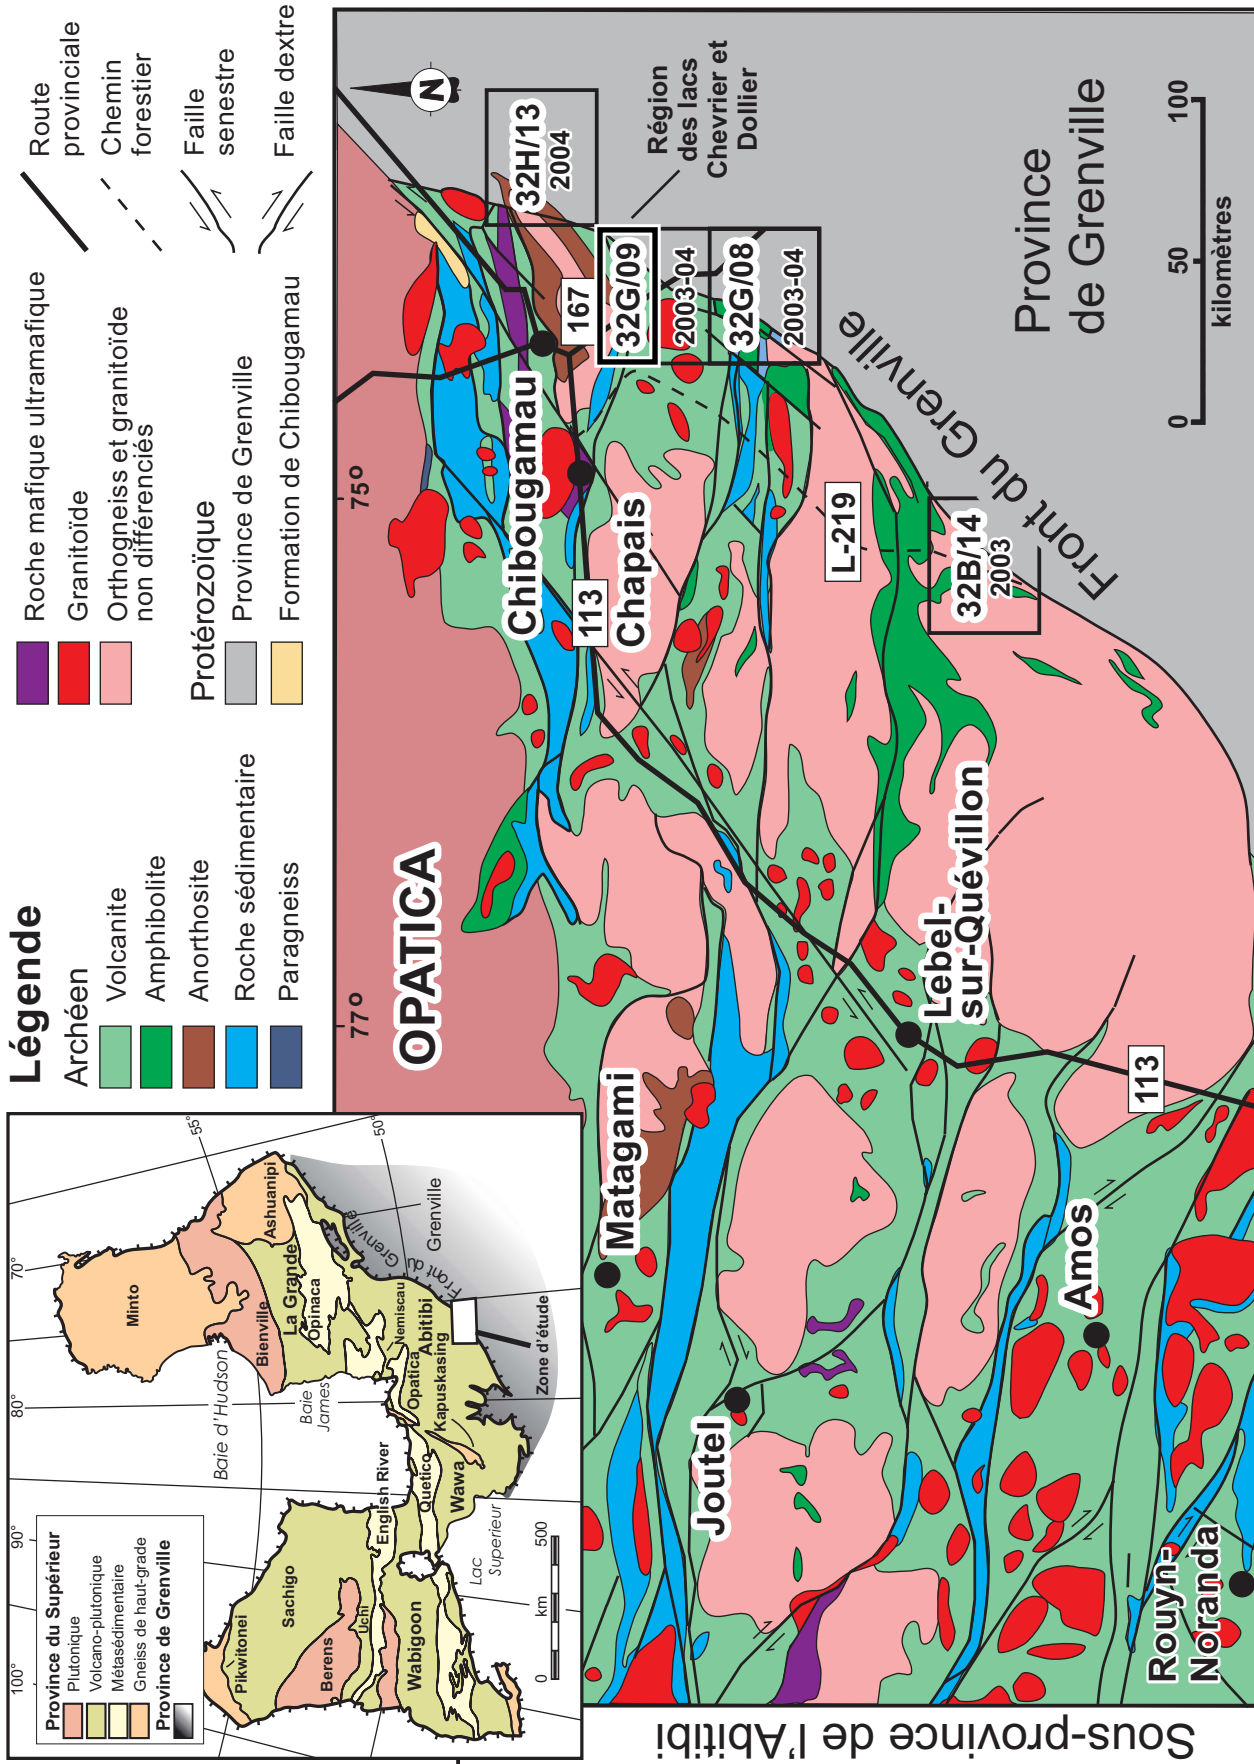 Légende
Archéen
Volcanite
Amphibolite
Anorthosite
Roche sédimentaire
Paragneiss
Roche mafique ultramafique
Granitoïde
Orthogneiss et granitoïde
non différenciés
Protérozoïque
Province de Grenville
Formation de Chibougamau
Route
provinciale
Chemin
forestier
Faille
senestre
Faille dextre
Province du Supérieur
Plutonique
Volcano-plutonique
Métasédimentaire
Gneiss de haut-grade
Province de Grenville
100°
90°
80°
70°
55°
50°
Minto
Baie d'Hudson
Bienville
Ashuanipi
La Grande
Opinaca
Baie
James
Nemiscau
Opatica
Abitibi
Kapuskasing
Front du Grenville
Grenville
Zone d'étude
Pikwitonei
Sachigo
Berens
Uchi
English River
Wabigoon
Quetico
Wawa
Lac
Superieur
0
km
500
77°
75°
N
OPATICA
Chibougamau
Chapais
113
167
32H/13
2004
32G/09
2003-04
32G/08
2003-04
Région
des lacs
Chevrier et
Dollier
Matagami
Joutel
L-219
32B/14
2003
Front du Grenville
Province
de Grenville
Lebel-
sur-Quévillon
113
Amos
Rouyn-
Noranda
0
50
100
kilomètres
Sous-province de l'Abitibi